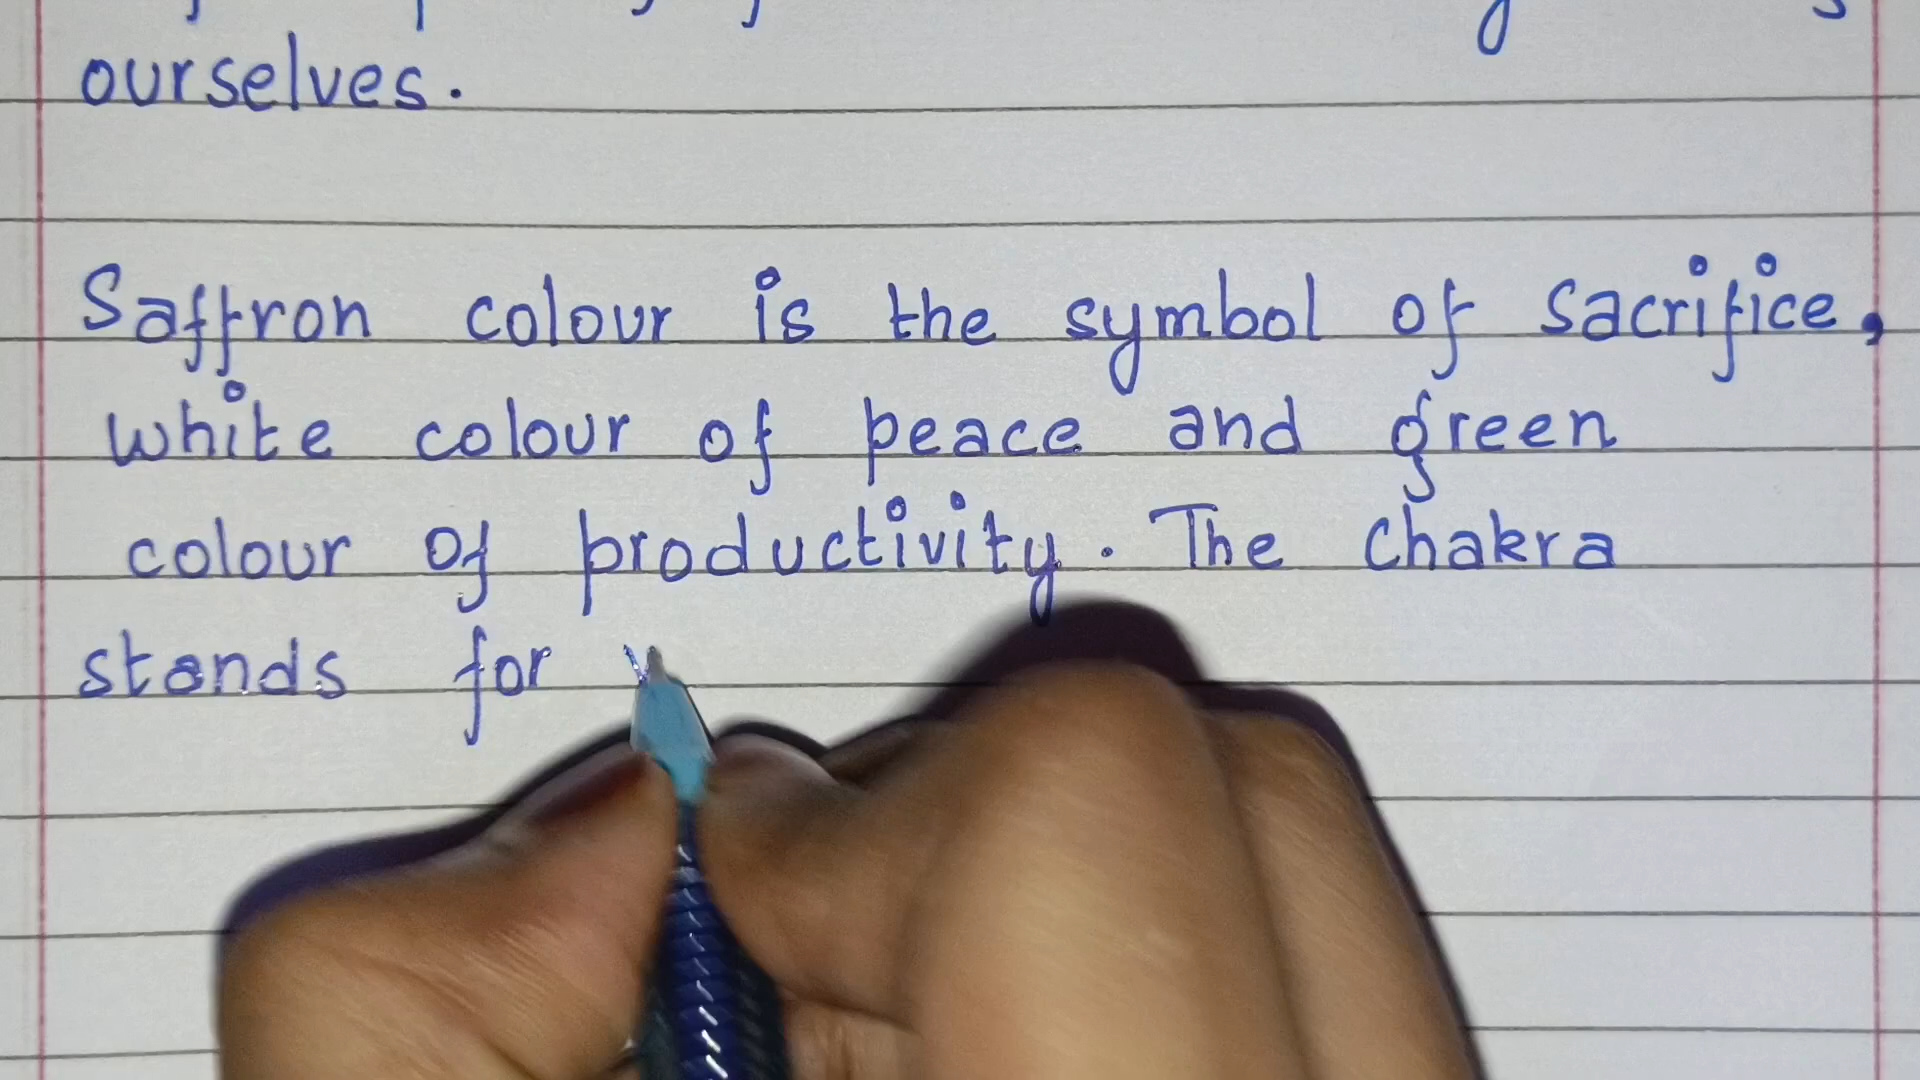 ourselves.
Saffron colour is the symbol of sacrifice,
white colour of peace and green
colour of productivity. The chakra
stands for